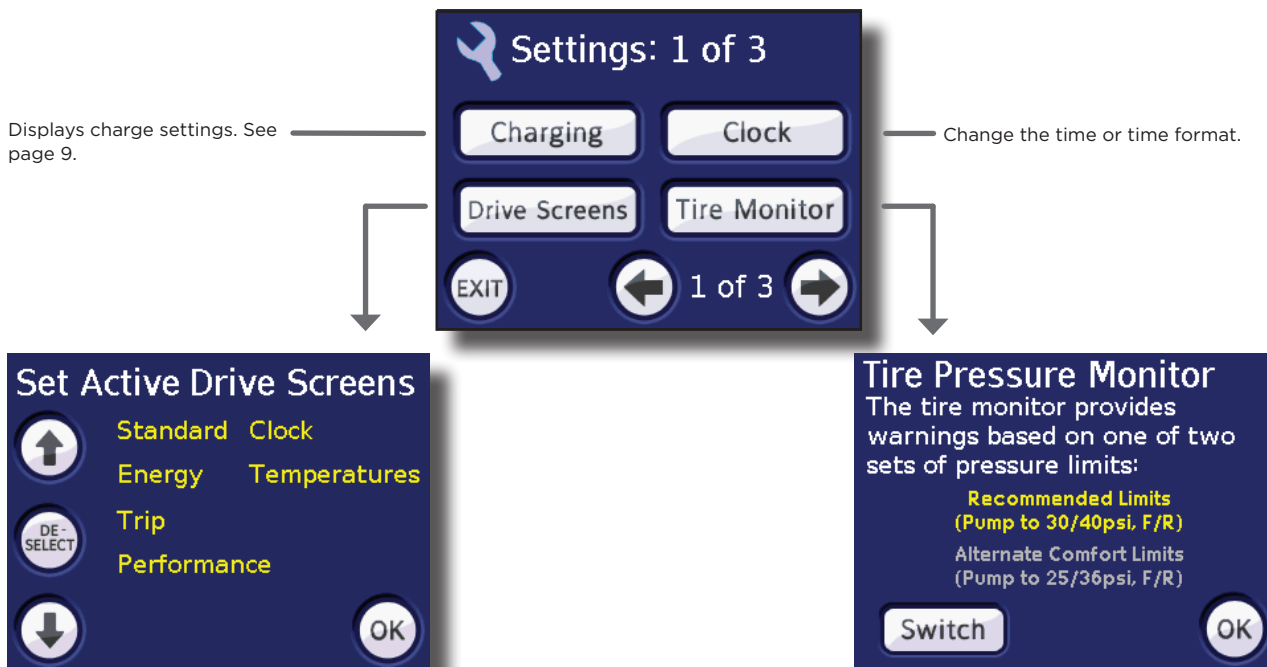 Settings: 1 of 3
Displays charge settings. See
page 9.
Charging
Clock
Change the time or time format.
Drive Screens
Tire Monitor
EXIT
1 of 3
Set Active Drive Screens
Standard Clock
Energy Temperatures
DE-
SELECT
Trip
Performance
OK
Tire Pressure Monitor
The tire monitor provides
warnings based on one of two
sets of pressure limits:
Recommended Limits
(Pump to 30/40psi, F/R)
Alternate Comfort Limits
(Pump to 25/36psi, F/R)
Switch
OK